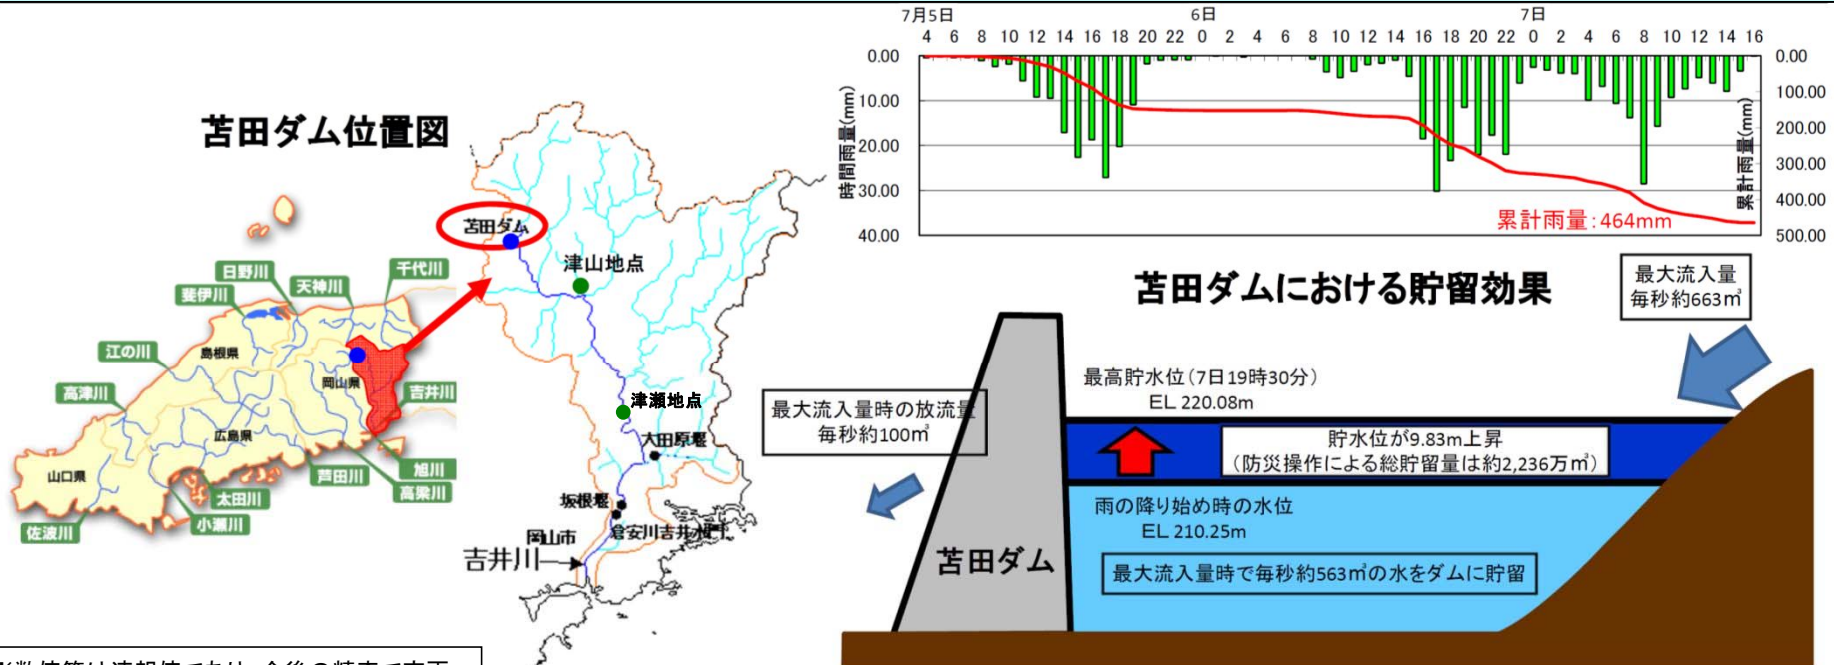 7月5日 6日 7日
4 6 8 10 12 14 16 18 20 22 0 2 4 6 8 10 12 14 16 18 20 22 0 2 4 6 8 10 12 14 16
0.00
10.00
20.00
30.00
40.00
時間雨量(mm)
0.00
100.00
200.00
300.00
400.00
500.00
累計雨量(mm)
累計雨量:464mm
苫田ダム位置図
日野川
千代川
斐伊川
天神川
江の川
島根県
高津川
岡山県
吉井川
広島県
山口県
芦田川
旭川
太田川
高梁川
佐波川
小瀬川
苫田ダム
津山地点
津瀬地点
大田原堰
坂根堰
倉安川吉井水門
岡山市
吉井川
苫田ダムにおける貯留効果
最大流入量
毎秒約663㎥
最高貯水位(7日19時30分)
EL 220.08m
最大流入量時の放流量
毎秒約100㎥
貯水位が9.83m上昇
(防災操作による総貯留量は約2,236万㎥)
雨の降り始め時の水位
EL 210.25m
苫田ダム
最大流入量時で毎秒約563㎥の水をダムに貯留